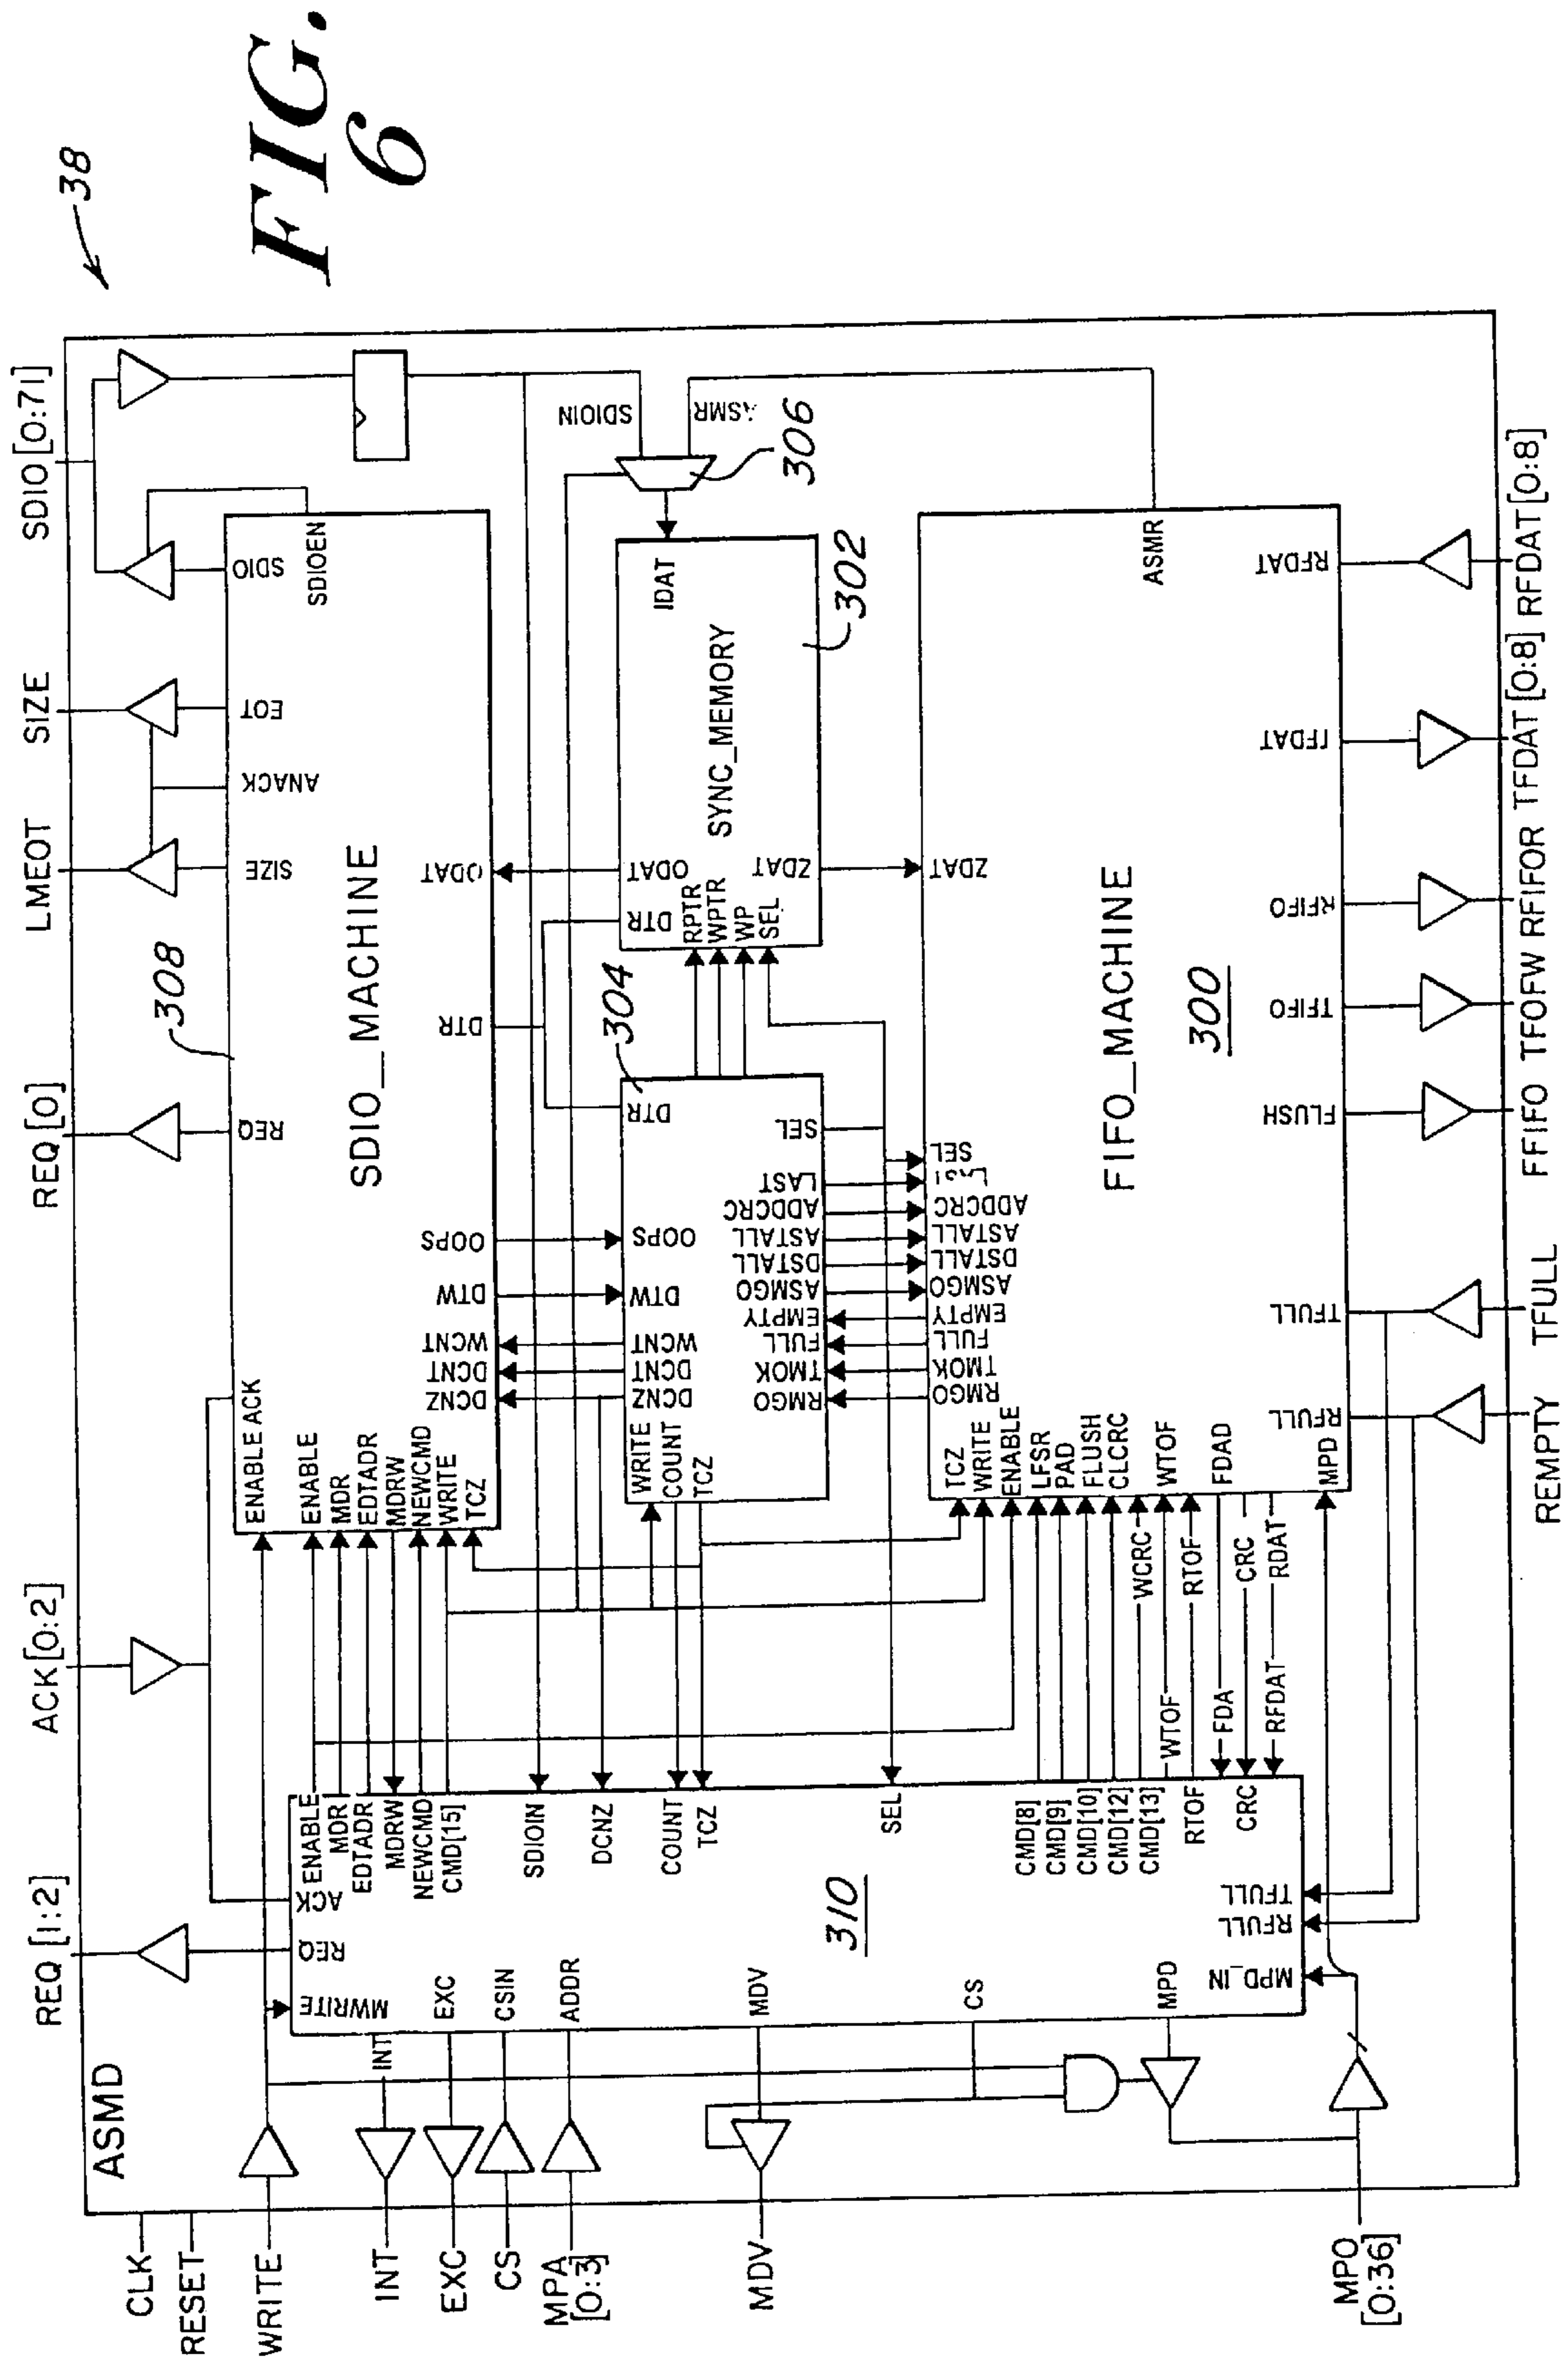 FIG.
6
38
ASMD
CLK
RESET
WRITE
INT
EXC
CS
MPA
[0:3]
MDV
MPO
[0:36]
REQ [1:2]
ACK [0:2]
REQ [0]
LMEOT
SIZE
SDIO [0:71]
308
SDIO_MACHINE
ENABLE ACK
REQ
SIZE
ANACK
EOT
SDIO
SDIOEN
ENABLE
MDR
EDTADR
MDRW
NEWCMD
WRITE
TCZ
DCNZ
DCNT
WCNT
DTW
OOPS
DTR
ODAT
304
WRITE
COUNT
TCZ
DCNZ
DCNT
WCNT
DTW
OOPS
DTR
RMGO
TMOK
FULL
EMPTY
ASMGO
DSTALL
ASTALL
ADDCRC
LAST
SEL
302
SYNC_MEMORY
DTR
RPTR
WPTR
WP
SEL
ODAT
ZDAT
IDAT
306
SDIOIN
ASMR
FIFO_MACHINE
300
TCZ
WRITE
ENABLE
LFSR
PAD
FLUSH
CLCRC
WCRC
WTOF
RTOF
FDAD
CRC
RDAT
MPD
RMGO
TMOK
FULL
EMPTY
ASMGO
DSTALL
ASTALL
ADDCRC
SEL
ZDAT
ASMR
RFULL
TFULL
FLUSH
TFIFO
RFIFO
RFDAT
310
MWRITE
REQ
ACK
ENABLE
MDR
EDTADR
MDRW
NEWCMD
CMD[15]
SDIOIN
DCNZ
COUNT
TCZ
SEL
CMD[8]
CMD[9]
CMD[10]
CMD[12]
CMD[13]
WTOF
RTOF
FDA
CRC
RFDAT
TFULL
RFULL
MPD_IN
INT
EXC
CSIN
ADDR
MDV
CS
MPD
REMPTY
TFULL
FFIFO
TFOFW
RFIFOR
TFDAT [0:8]
RFDAT [0:8]